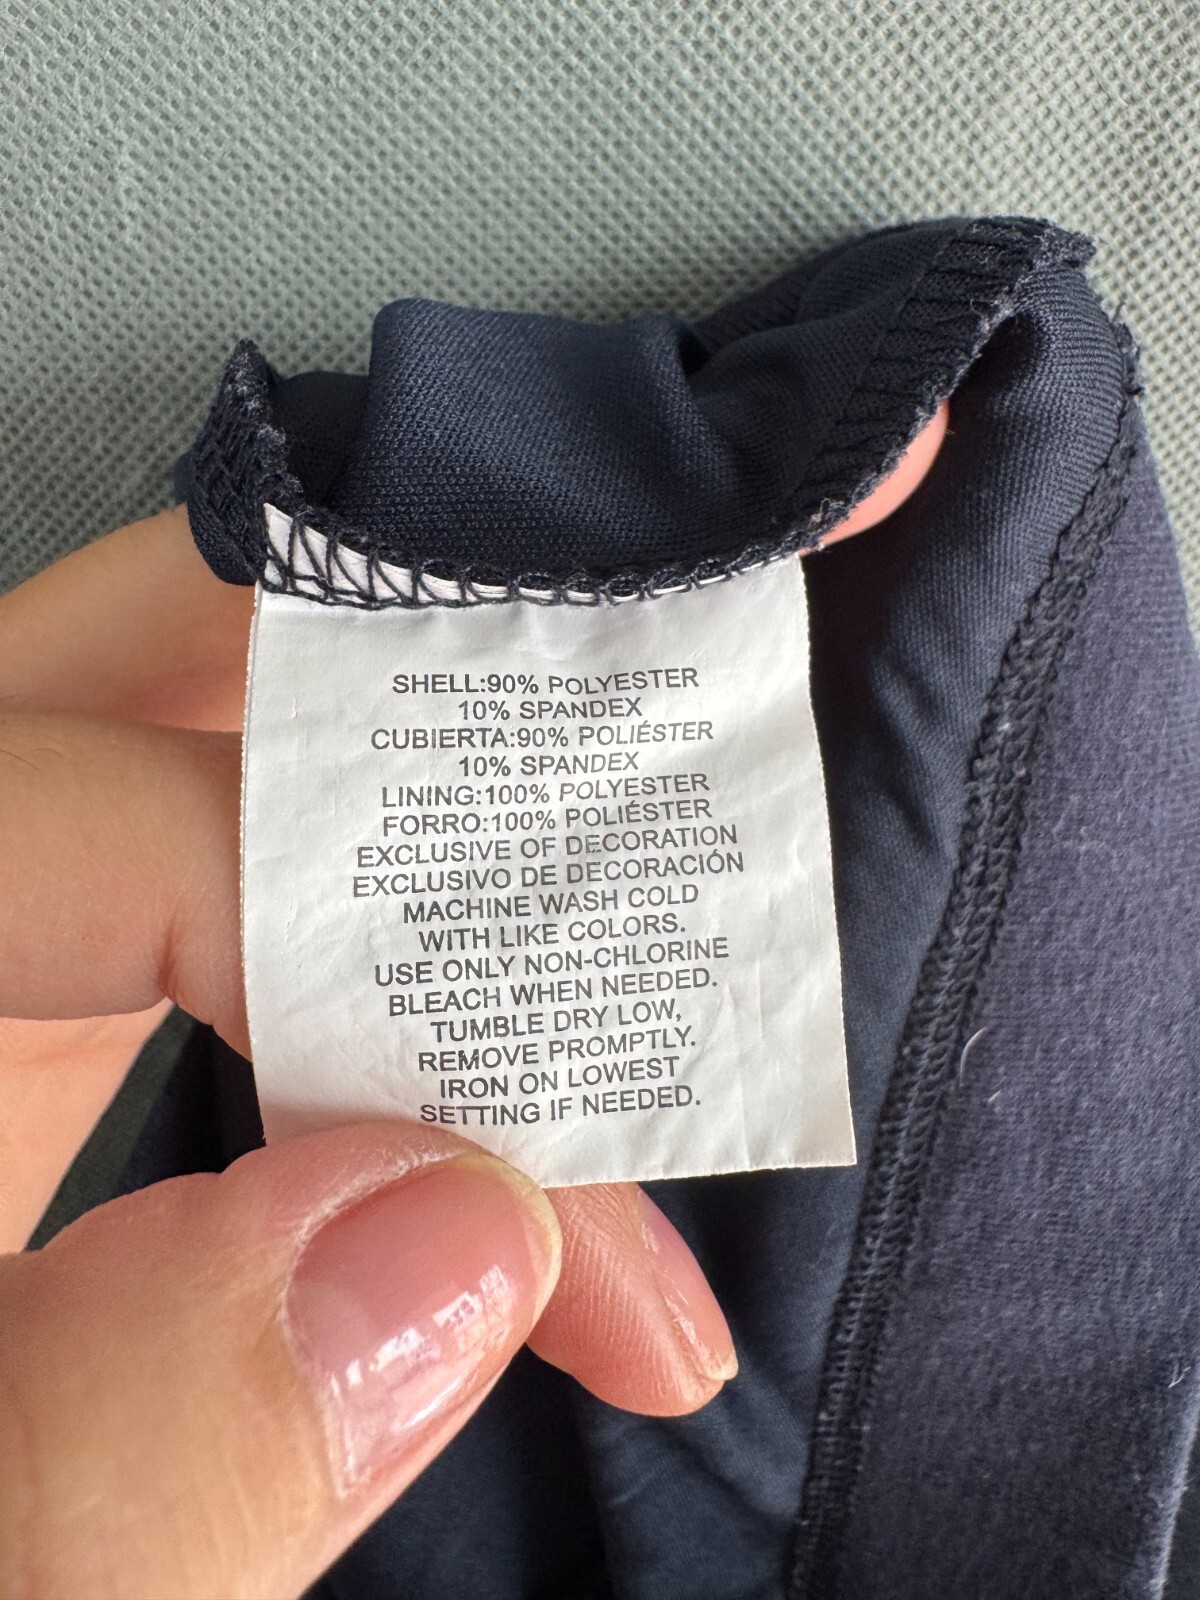 SHELL:90% POLYESTER
10% SPANDEX
CUBIERTA:90% POLIÉSTER
10% SPANDEX
LINING:100% POLYESTER
FORRO:100% POLIÉSTER
EXCLUSIVE OF DECORATION
EXCLUSIVO DE DECORACIÓN
MACHINE WASH COLD
WITH LIKE COLORS.
USE ONLY NON-CHLORINE
BLEACH WHEN NEEDED.
TUMBLE DRY LOW,
REMOVE PROMPTLY.
IRON ON LOWEST
SETTING IF NEEDED.